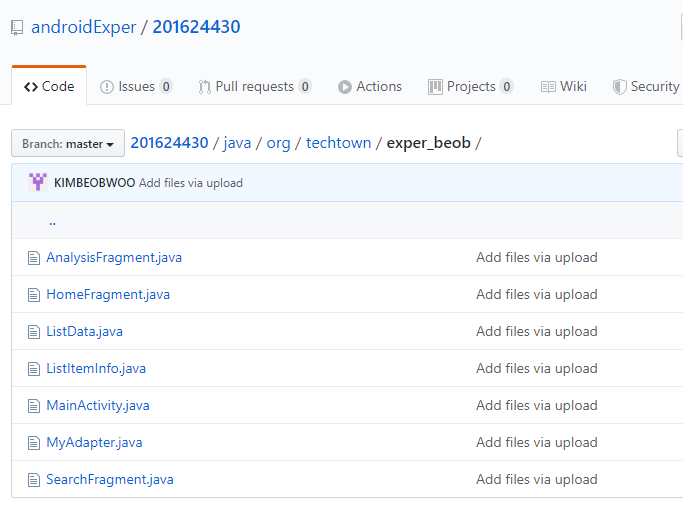 androidExper / 201624430
Code Issues 0 Pull requests 0 Actions Projects 0 Wiki Security
Branch: master 201624430 / java / org / techtown / exper_beob /
KIMBEOBWOO Add files via upload
..
AnalysisFragment.java Add files via upload
HomeFragment.java Add files via upload
ListData.java Add files via upload
ListItemInfo.java Add files via upload
MainActivity.java Add files via upload
MyAdapter.java Add files via upload
SearchFragment.java Add files via upload